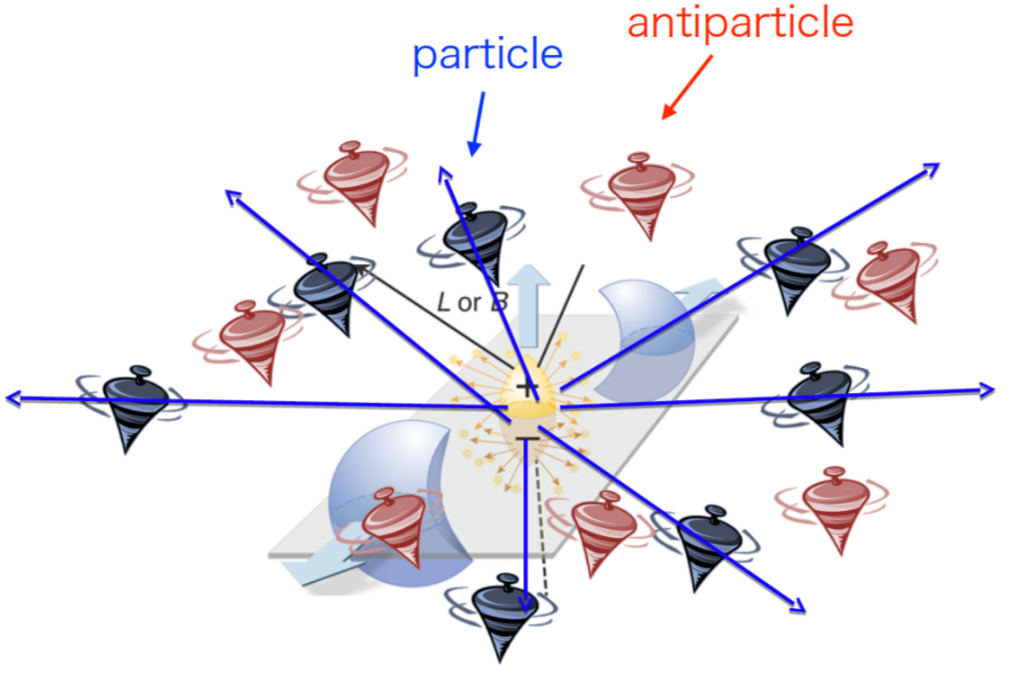 antiparticle
particle
L or B
+
−